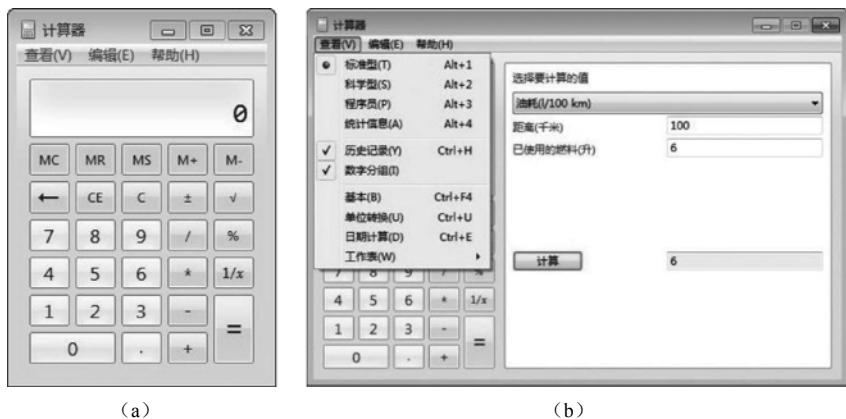 计算器
查看(V) 编辑(E) 帮助(H)
0
MC MR MS M+ M-
← CE C ± √
7 8 9 / %
4 5 6 * 1/x
1 2 3 - =
0 . +
(a)
计算器
查看(V) 编辑(E) 帮助(H)
标准型(T) Alt+1
科学型(S) Alt+2
程序员(P) Alt+3
统计信息(A) Alt+4
✓ 历史记录(Y) Ctrl+H
✓ 数字分组(I)
基本(B) Ctrl+F4
单位转换(U) Ctrl+U
日期计算(D) Ctrl+E
工作表(W)
选择要计算的值
油耗(l/100 km)
距离(千米) 100
已使用的燃料(升) 6
计算 6
7 8 9 / %
4 5 6 * 1/x
1 2 3 - =
0 . +
(b)